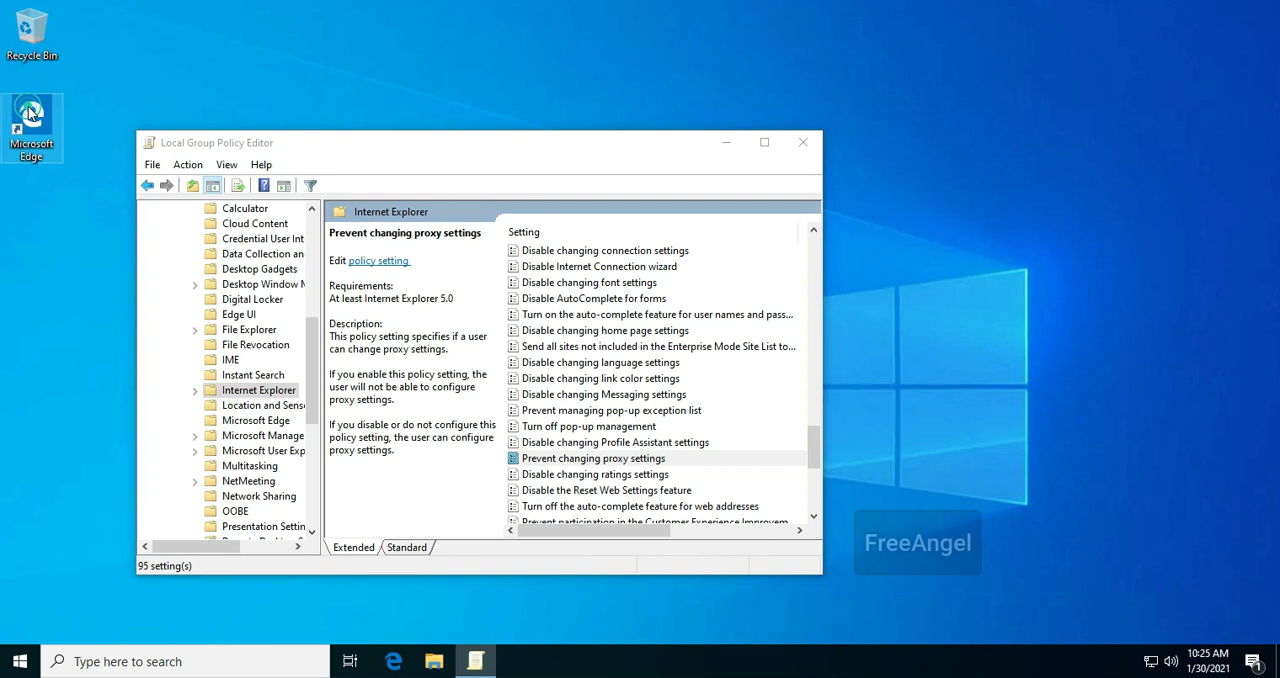 Recycle Bin
Microsoft
Edge
Local Group Policy Editor
File Action View Help
Calculator
Cloud Content
Credential User Int
Data Collection an
Desktop Gadgets
Desktop Window M
Digital Locker
Edge UI
File Explorer
File Revocation
IME
Instant Search
Internet Explorer
Location and Sens
Microsoft Edge
Microsoft Manage
Microsoft User Exp
Multitasking
NetMeeting
Network Sharing
OOBE
Presentation Settin
Internet Explorer
Prevent changing proxy settings
Edit policy setting
Requirements:
At least Internet Explorer 5.0
Description:
This policy setting specifies if a user
can change proxy settings.
If you enable this policy setting, the
user will not be able to configure
proxy settings.
If you disable or do not configure this
policy setting, the user can configure
proxy settings.
Setting
Disable changing connection settings
Disable Internet Connection wizard
Disable changing font settings
Disable AutoComplete for forms
Turn on the auto-complete feature for user names and pass...
Disable changing home page settings
Send all sites not included in the Enterprise Mode Site List to...
Disable changing language settings
Disable changing link color settings
Disable changing Messaging settings
Prevent managing pop-up exception list
Turn off pop-up management
Disable changing Profile Assistant settings
Prevent changing proxy settings
Disable changing ratings settings
Disable the Reset Web Settings feature
Turn off the auto-complete feature for web addresses
Prevent participation in the Customer Experience Improvem
Extended Standard
95 setting(s)
FreeAngel
Type here to search
10:25 AM
1/30/2021
1